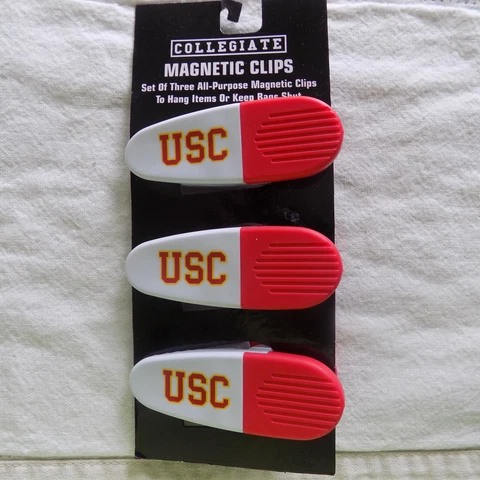 COLLEGIATE
MAGNETIC CLIPS
Set Of Three All-Purpose Magnetic Clips
To Hang Items Or Keep Bags Shut
USC
USC
USC